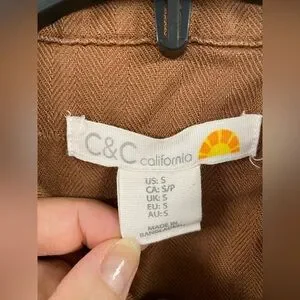 C&C california
US: S
CA: S/P
UK: S
EU: S
AU: S
MADE IN
BANGLADESH